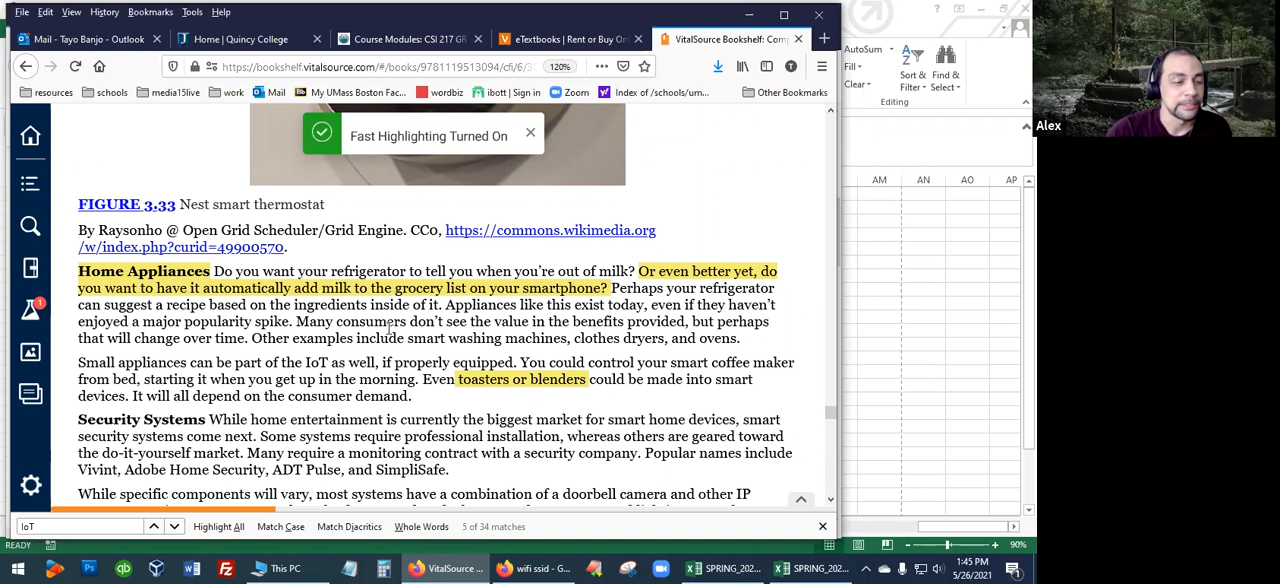 File Edit View History Bookmarks Tools Help
Mail - Tayo Banjo - Outlook
Home | Quincy College
Course Modules: CSI 217 GR
eTextbooks | Rent or Buy On
VitalSource Bookshelf: Comp
https://bookshelf.vitalsource.com/#/books/9781119513094/cfi/6/3
120%
resources
schools
media15live
work
Mail
My UMass Boston Fac...
wordbiz
ibott | Sign in
Zoom
Index of /schools/um...
Other Bookmarks
Fast Highlighting Turned On
FIGURE 3.33 Nest smart thermostat
By Raysonho @ Open Grid Scheduler/Grid Engine. CC0, https://commons.wikimedia.org
/w/index.php?curid=49900570.
Home Appliances Do you want your refrigerator to tell you when you're out of milk? Or even better yet, do
you want to have it automatically add milk to the grocery list on your smartphone? Perhaps your refrigerator
can suggest a recipe based on the ingredients inside of it. Appliances like this exist today, even if they haven't
enjoyed a major popularity spike. Many consumers don't see the value in the benefits provided, but perhaps
that will change over time. Other examples include smart washing machines, clothes dryers, and ovens.
Small appliances can be part of the IoT as well, if properly equipped. You could control your smart coffee maker
from bed, starting it when you get up in the morning. Even toasters or blenders could be made into smart
devices. It will all depend on the consumer demand.
Security Systems While home entertainment is currently the biggest market for smart home devices, smart
security systems come next. Some systems require professional installation, whereas others are geared toward
the do-it-yourself market. Many require a monitoring contract with a security company. Popular names include
Vivint, Adobe Home Security, ADT Pulse, and SimpliSafe.
While specific components will vary, most systems have a combination of a doorbell camera and other IP
IoT
Highlight All Match Case Match Diacritics Whole Words 5 of 34 matches
AutoSum
Fill
Clear
Sort &
Filter
Find &
Select
Editing
AM AN AO AP
READY
90%
This PC
VitalSource ...
wifi ssid - G...
SPRING_202...
SPRING_202...
1:45 PM
5/26/2021
1
Alex